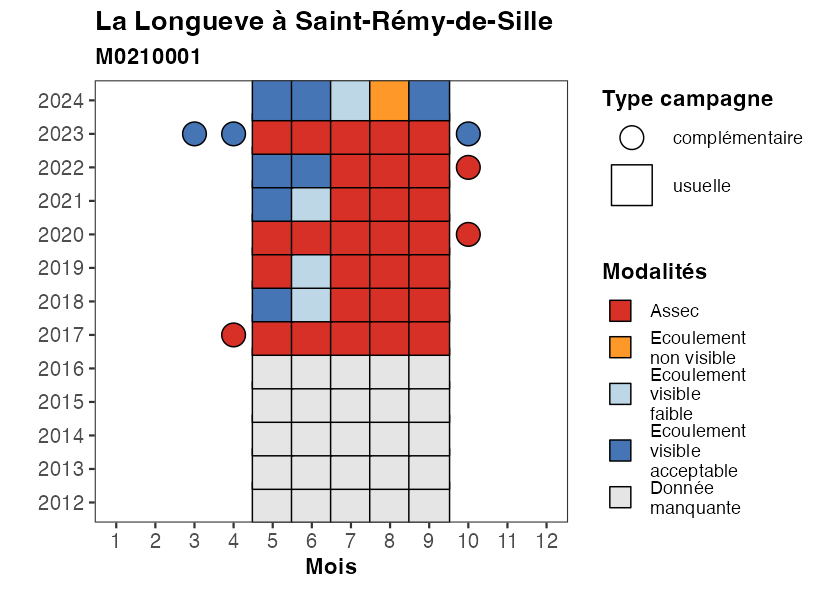 La Longueve à Saint-Rémy-de-Sille
M0210001
2024
2023
2022
2021
2020
2019
2018
2017
2016
2015
2014
2013
2012
1 2 3 4 5 6 7 8 9 10 11 12
Mois
Type campagne
complémentaire
usuelle
Modalités
Assec
Ecoulement
non visible
Ecoulement
visible
faible
Ecoulement
visible
acceptable
Donnée
manquante